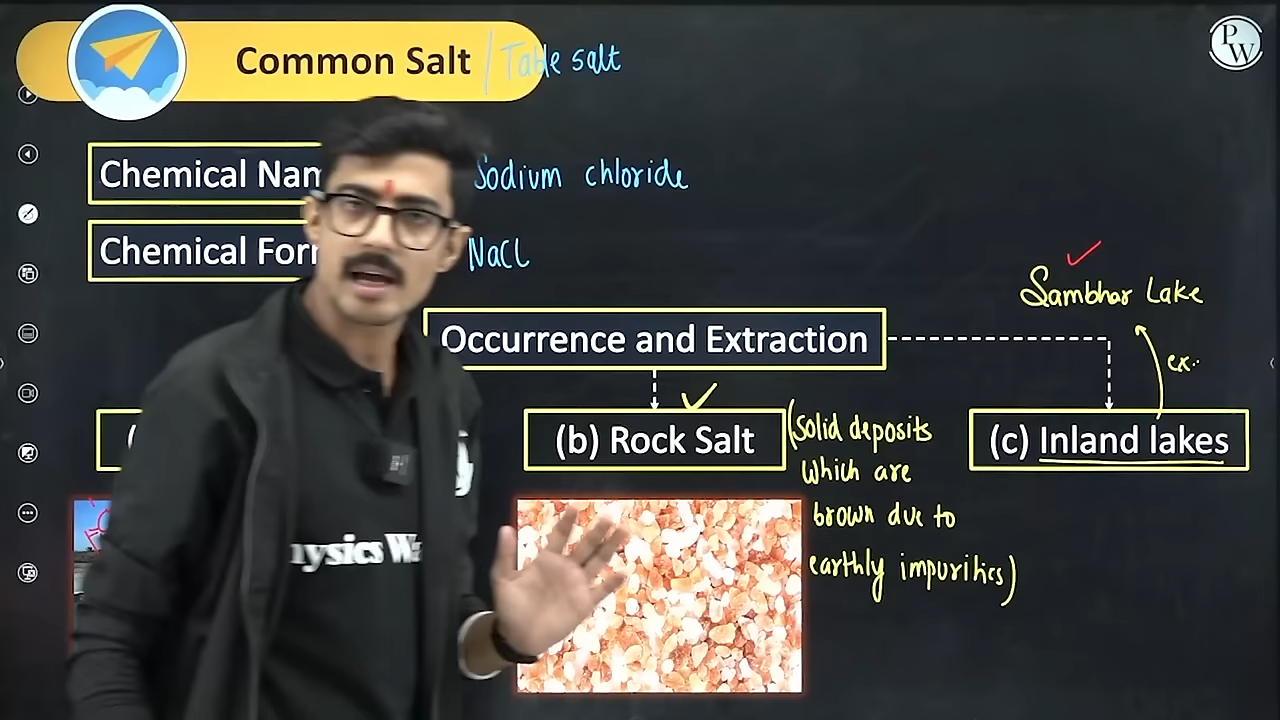 Common Salt / Table salt
P
W
Chemical Nam
Sodium chloride
Chemical For
NaCl
Sambhar Lake
Occurrence and Extraction
ex.
(b) Rock Salt
(Solid deposits
which are
brown due to
earthly impurities)
(c) Inland lakes
hysics Wa